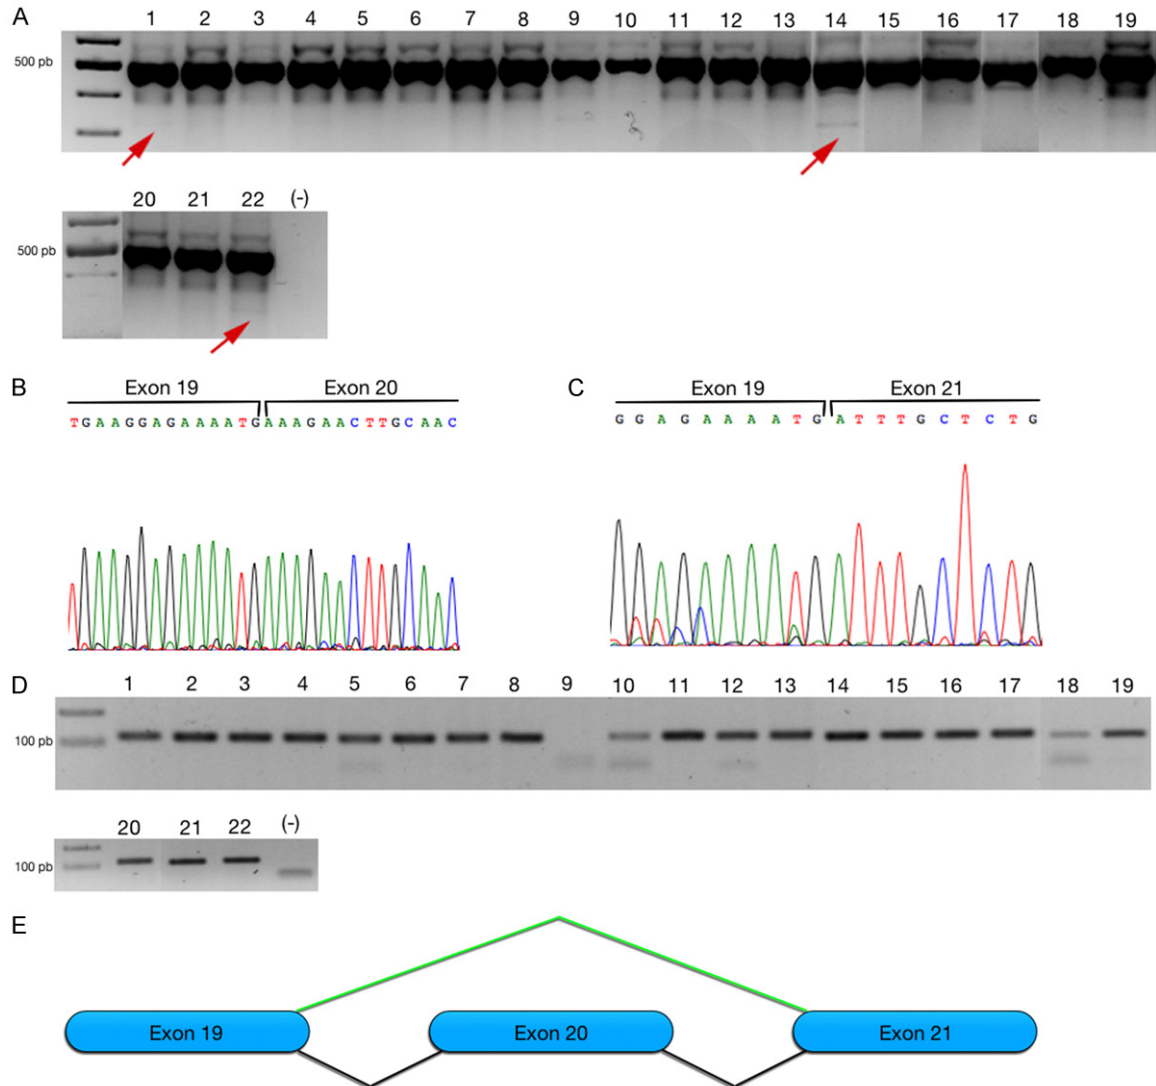 A
1 2 3 4 5 6 7 8 9 10 11 12 13 14 15 16 17 18 19
500 pb
20 21 22 (-)
500 pb
B
Exon 19 Exon 20
TGAAGGAGAAAATGAAAGAACTTGCAAC
C
Exon 19 Exon 21
GGAGAAAATGATTTGCTCTG
D
1 2 3 4 5 6 7 8 9 10 11 12 13 14 15 16 17 18 19
100 pb
20 21 22 (-)
100 pb
E
Exon 19 Exon 20 Exon 21